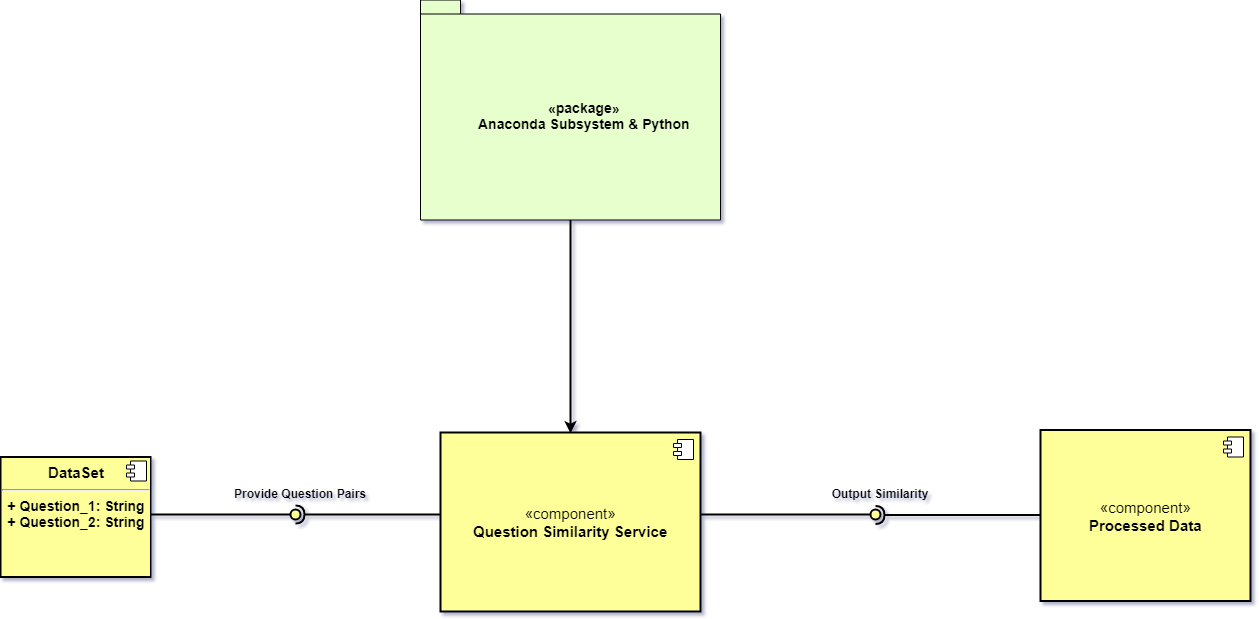 «package»
Anaconda Subsystem & Python
DataSet
+ Question_1: String
+ Question_2: String
Provide Question Pairs
«component»
Question Similarity Service
Output Similarity
«component»
Processed Data